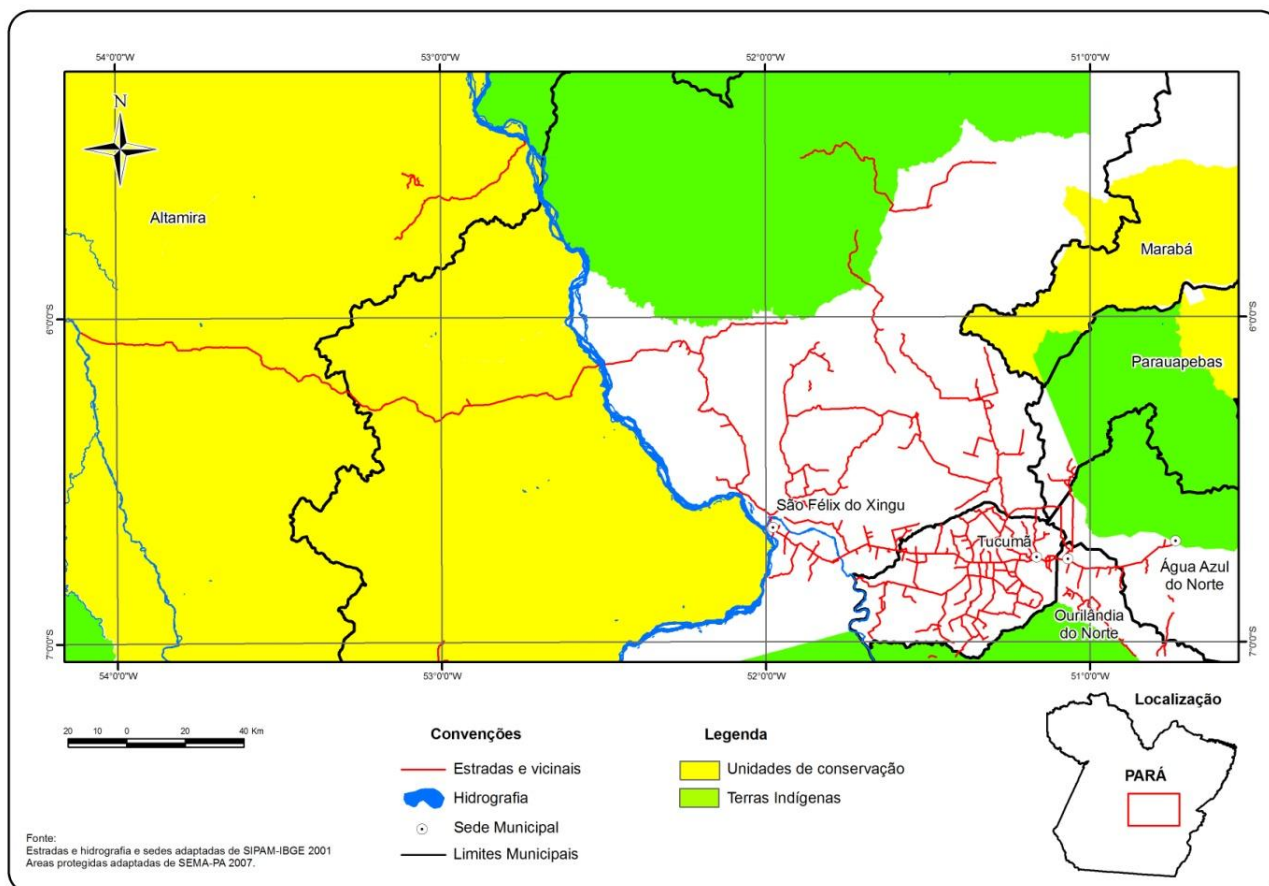 54°0'0"W
53°0'0"W
52°0'0"W
51°0'0"W
N
Altamira
Marabá
6°0'0"S
6°0'0"S
Parauapebas
São Félix do Xingu
Tucumã
Água Azul
do Norte
Ourilândia
do Norte
7°0'0"S
7°0'0"S
54°0'0"W
53°0'0"W
52°0'0"W
51°0'0"W
20 10 0 20 40 Km
Convenções
Estradas e vicinais
Hidrografia
Sede Municipal
Limites Municipais
Legenda
Unidades de conservação
Terras Indígenas
Localização
PARÁ
Fonte:
Estradas e hidrografia e sedes adaptadas de SIPAM-IBGE 2001
Areas protegidas adaptadas de SEMA-PA 2007.